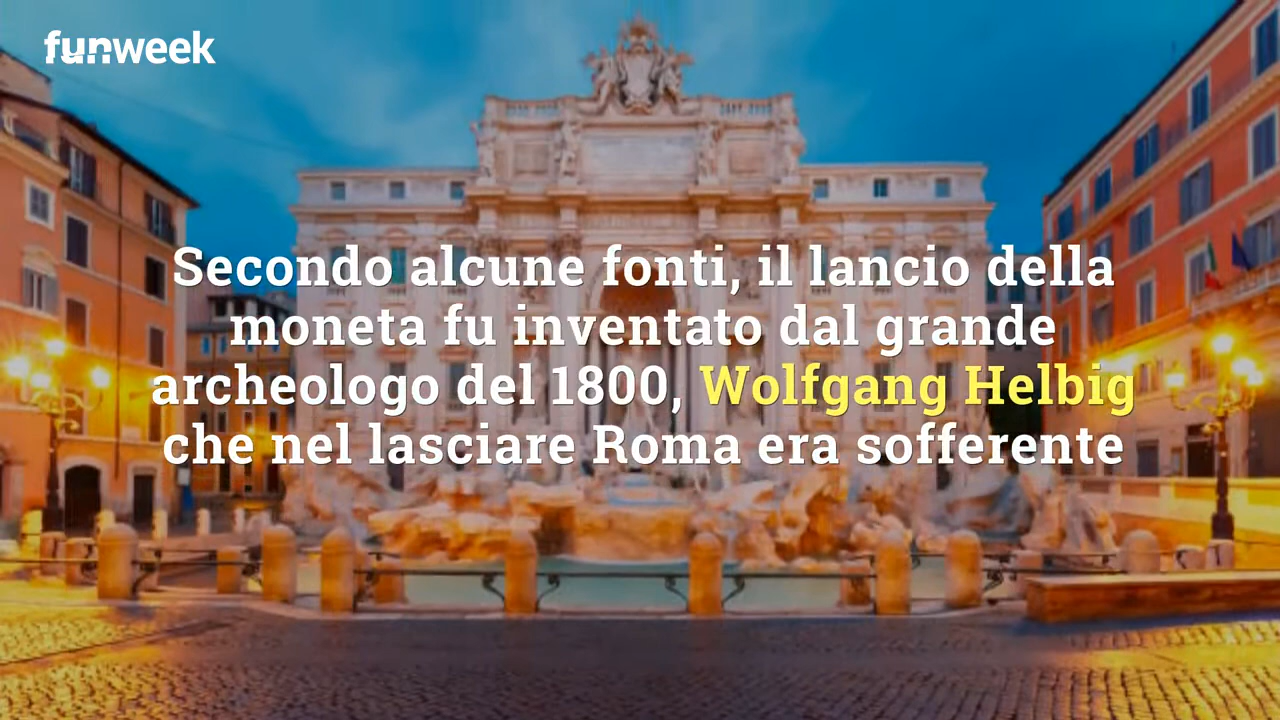 funweek
Secondo alcune fonti, il lancio della
moneta fu inventato dal grande
archeologo del 1800, Wolfgang Helbig
che nel lasciare Roma era sofferente